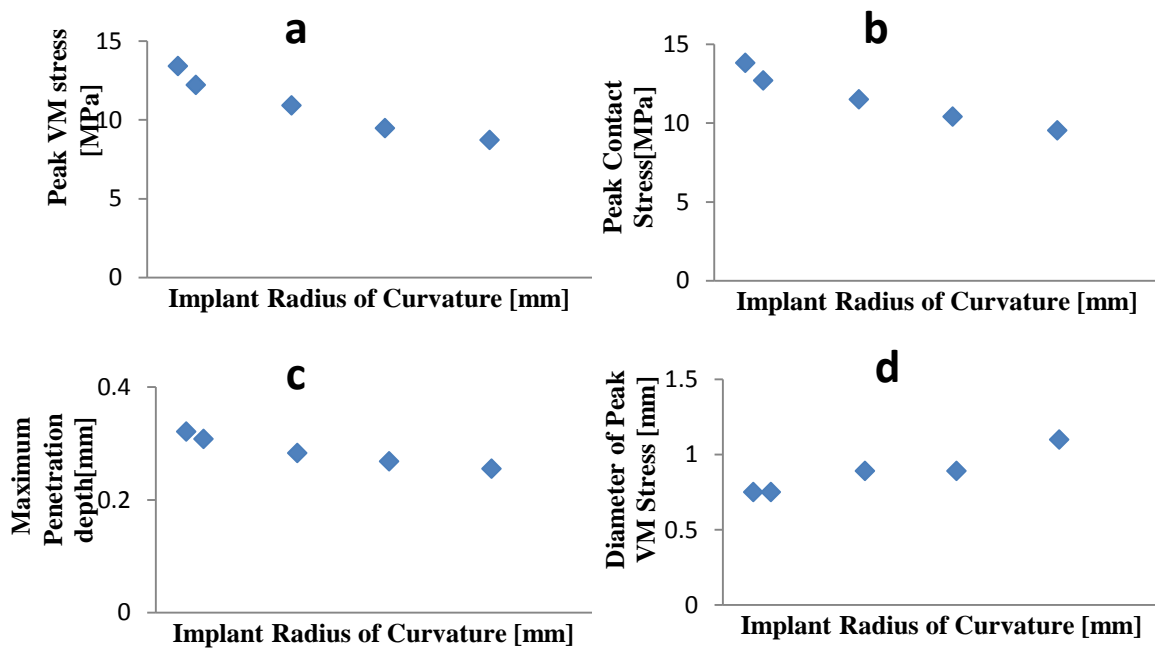 a
15
10
5
0
Peak VM stress
[MPa]
Implant Radius of Curvature [mm]
b
15
10
5
0
Peak Contact
Stress[MPa]
Implant Radius of Curvature [mm]
c
0.4
0.2
0
Maximum
Penetration
depth[mm]
Implant Radius of Curvature [mm]
d
1.5
1
0.5
0
Diameter of Peak
VM Stress [mm]
Implant Radius of Curvature [mm]